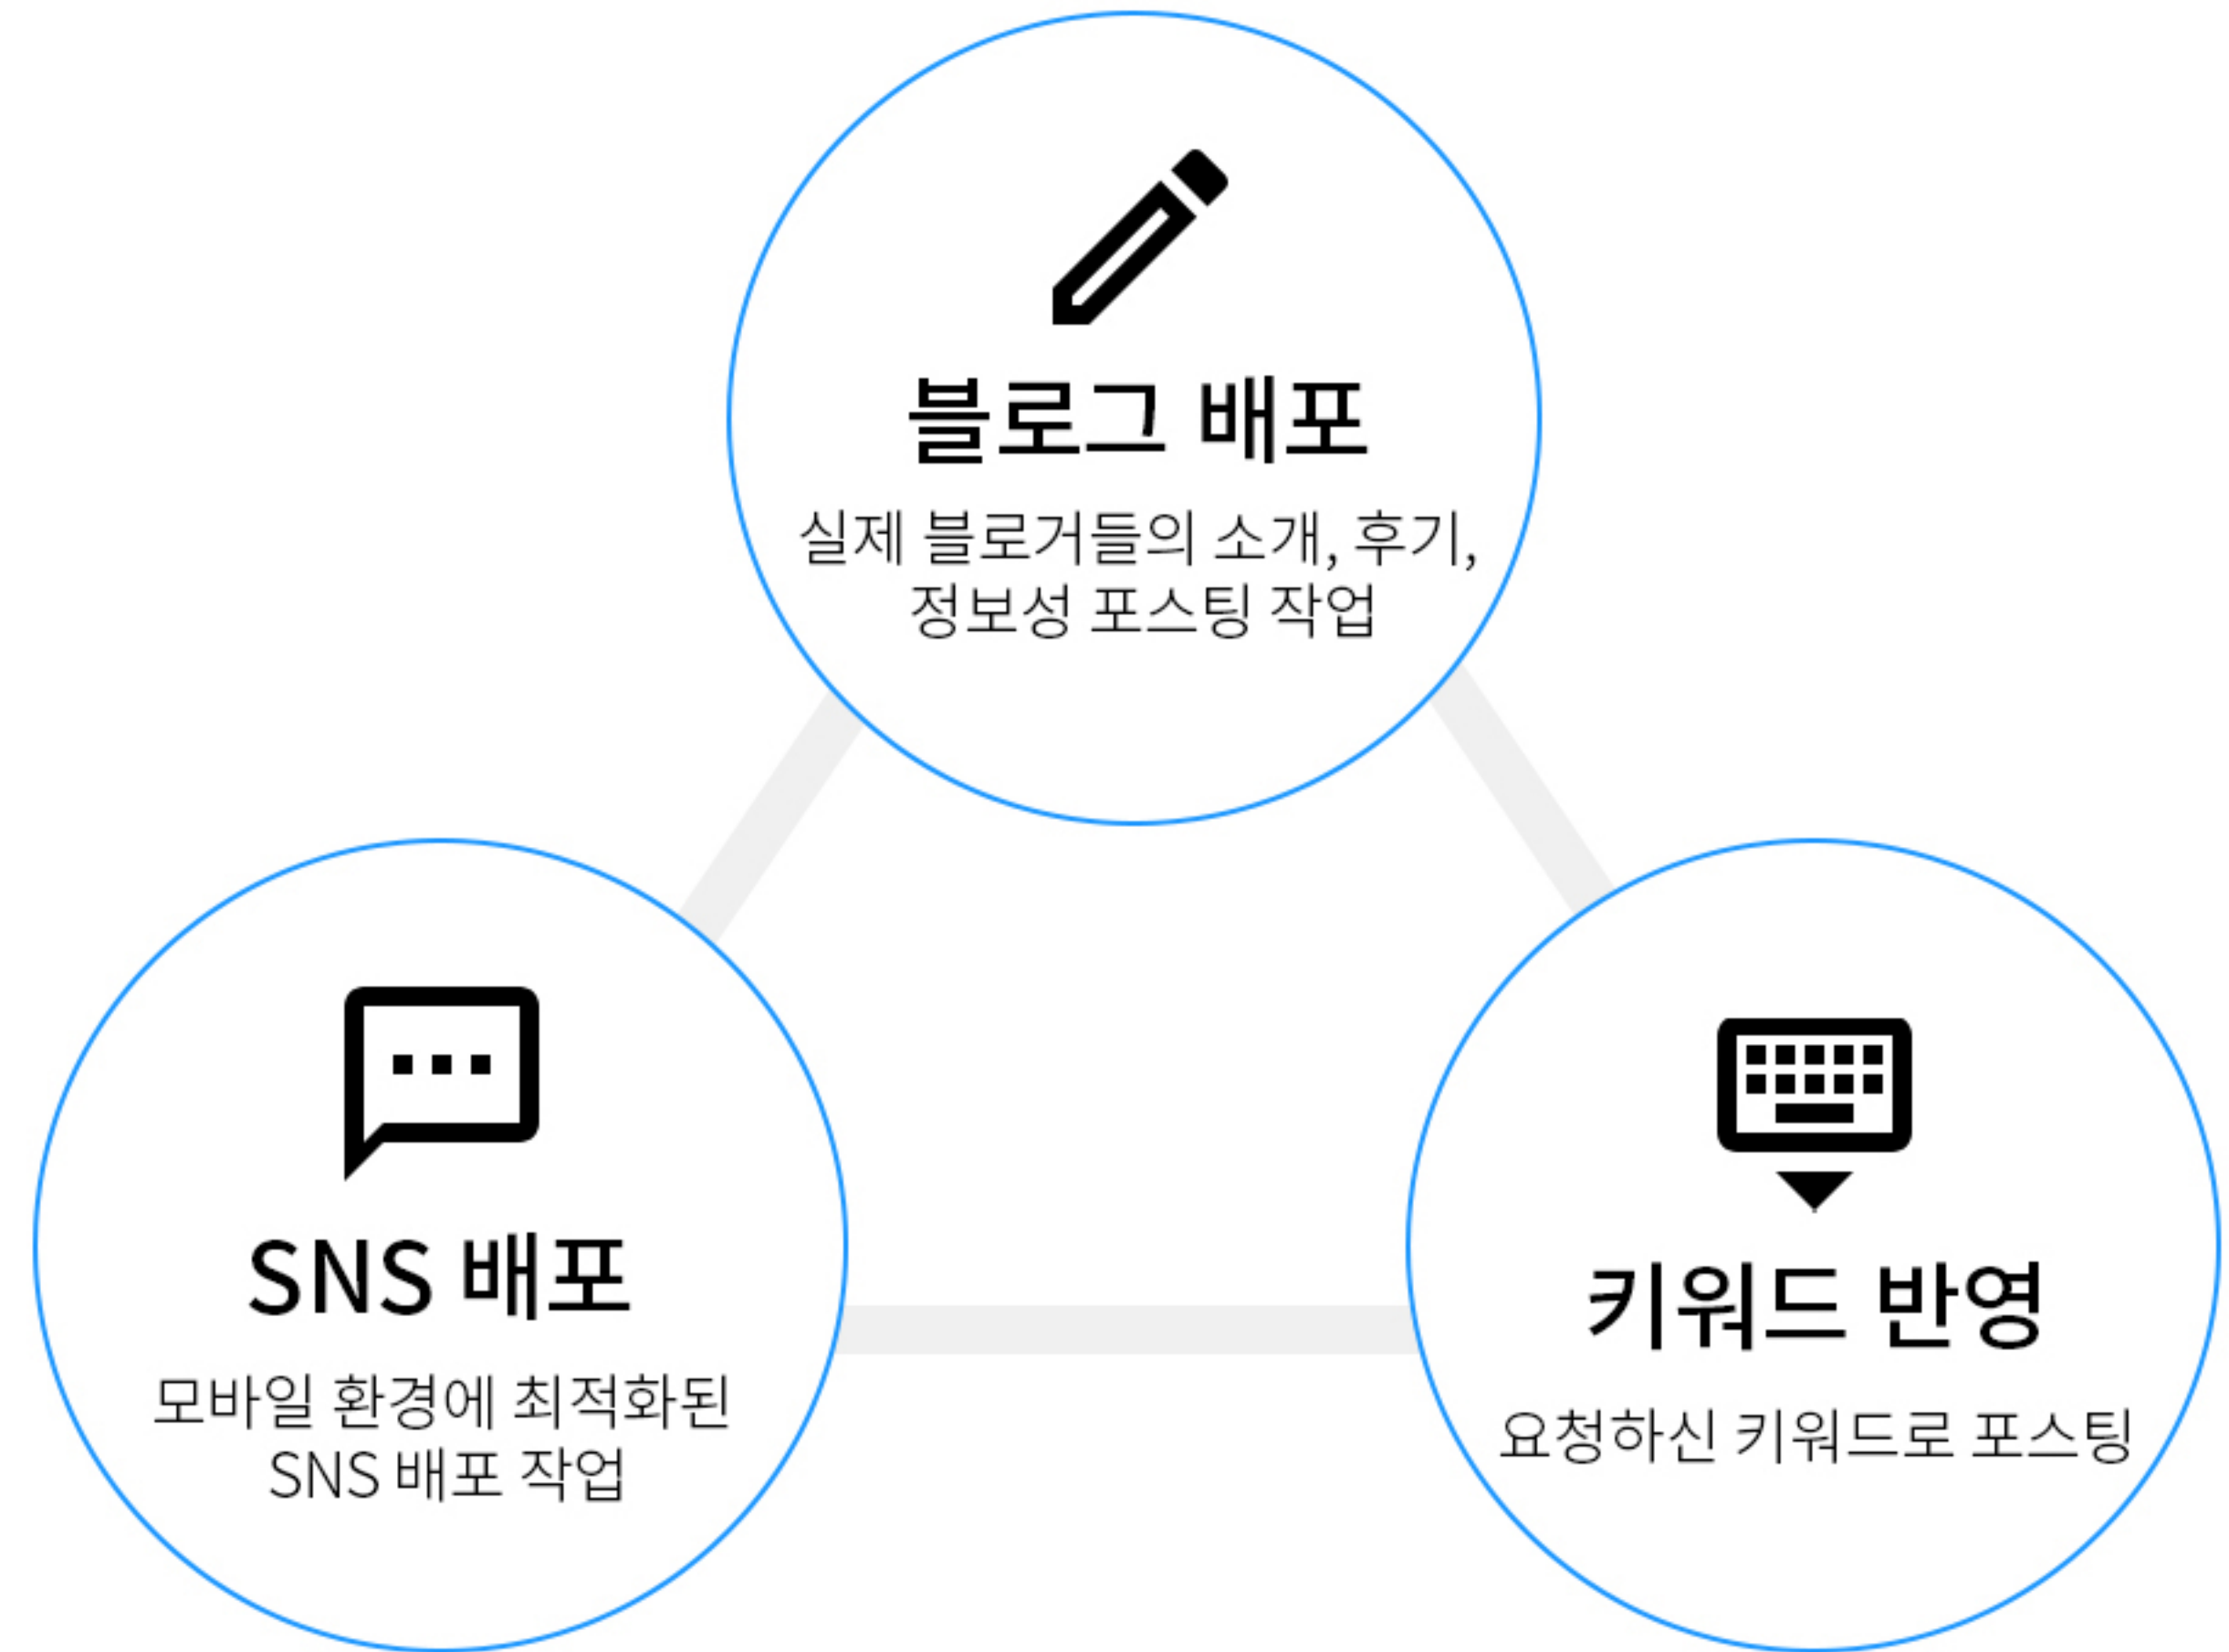 블로그 배포
실제 블로거들의 소개, 후기,
정보성 포스팅 작업
SNS 배포
모바일 환경에 최적화된
SNS 배포 작업
키워드 반영
요청하신 키워드로 포스팅